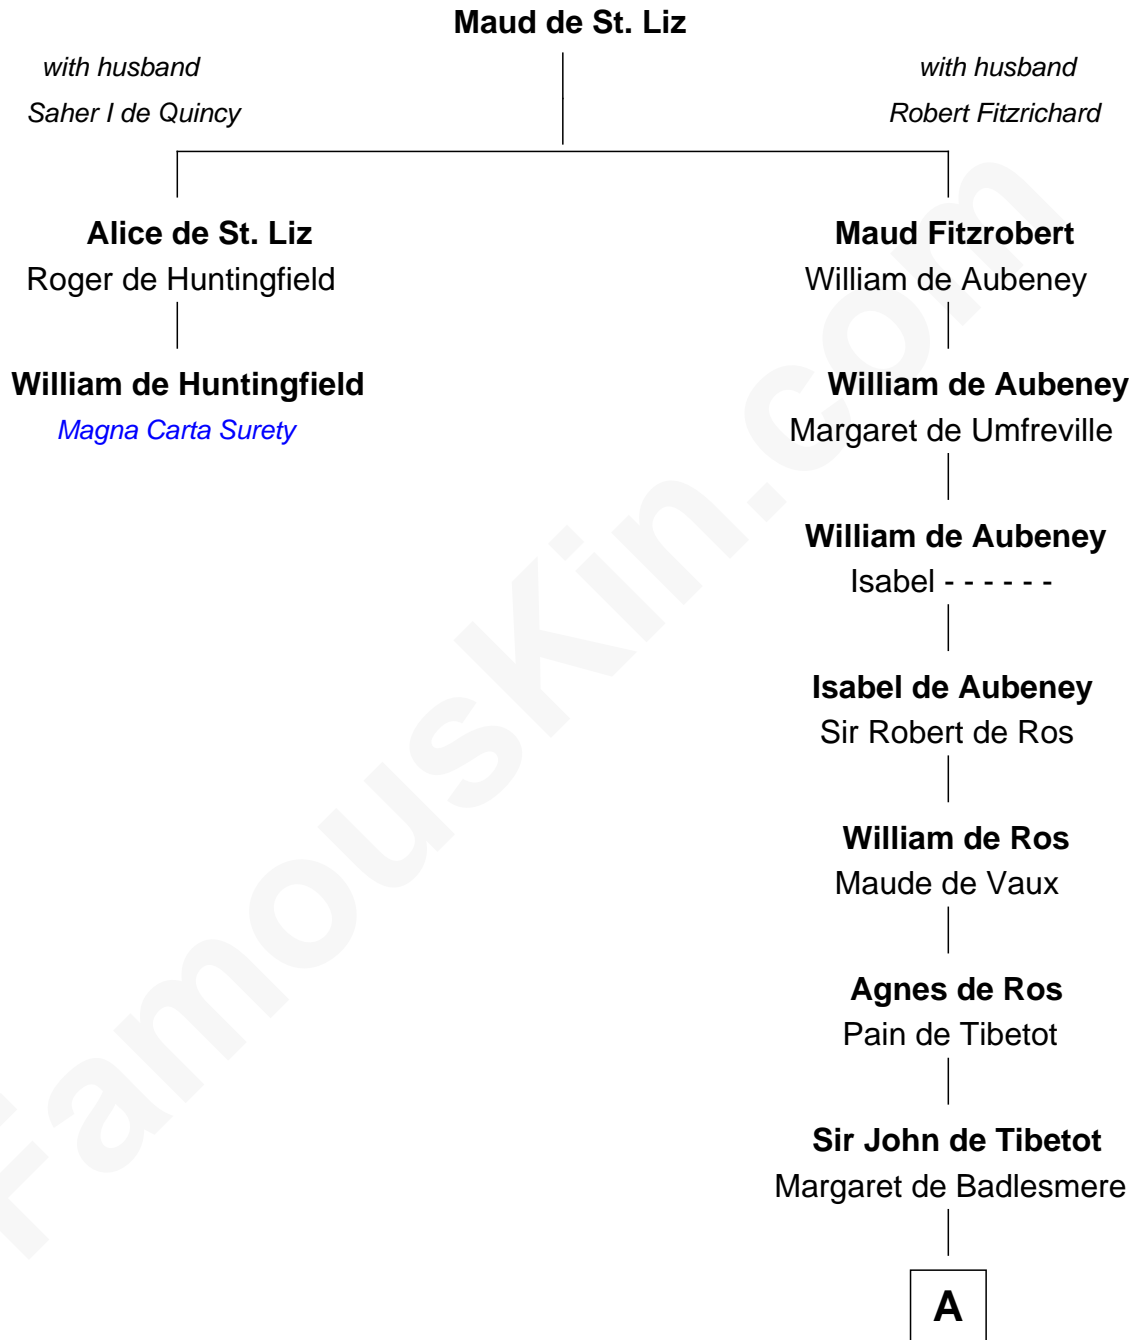 Maud de St. Liz
with husband
Saher I de Quincy
with husband
Robert Fitzrichard
Alice de St. Liz
Roger de Huntingfield
Maud Fitzrobert
William de Aubeney
William de Huntingfield
Magna Carta Surety
William de Aubeney
Margaret de Umfreville
William de Aubeney
Isabel - - - - - -
Isabel de Aubeney
Sir Robert de Ros
William de Ros
Maude de Vaux
Agnes de Ros
Pain de Tibetot
Sir John de Tibetot
Margaret de Badlesmere
A
FamousKin.com